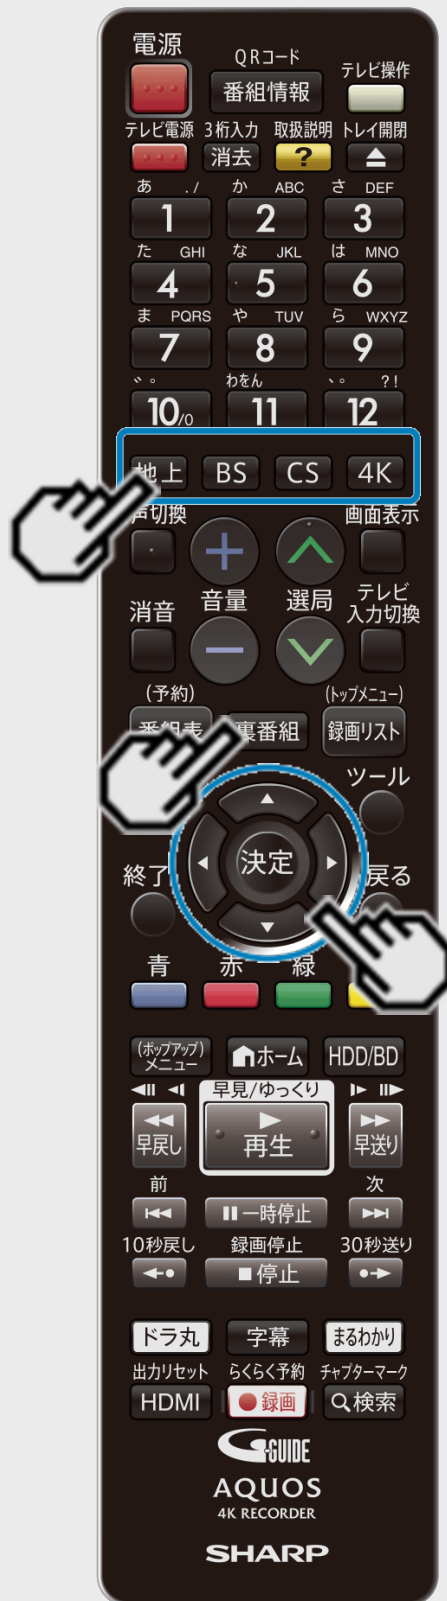 電源 QRコード テレビ操作
番組情報
テレビ電源 3桁入力 取扱説明 トレイ開閉
消去 ?
あ ./ か ABC さ DEF
1 2 3
た GHI な JKL は MNO
4 5 6
ま PQRS や TUV ら WXYZ
7 8 9
゛゜ わをん 、。 ?!
10/0 11 12
地上 BS CS 4K
声切換 画面表示
消音 音量 選局 テレビ
入力切換
(予約) (トップメニュー)
番組表 裏番組 録画リスト
ツール
決定
終了 戻る
青 赤 緑
(ポップアップ)
メニュー ホーム HDD/BD
早見/ゆっくり
早戻し 再生 早送り
前 次
一時停止
10秒戻し 録画停止 30秒送り
停止
ドラ丸 字幕 まるわかり
出力リセット らくらく予約 チャプターマーク
HDMI 録画 検索
G-GUIDE
AQUOS
4K RECORDER
SHARP